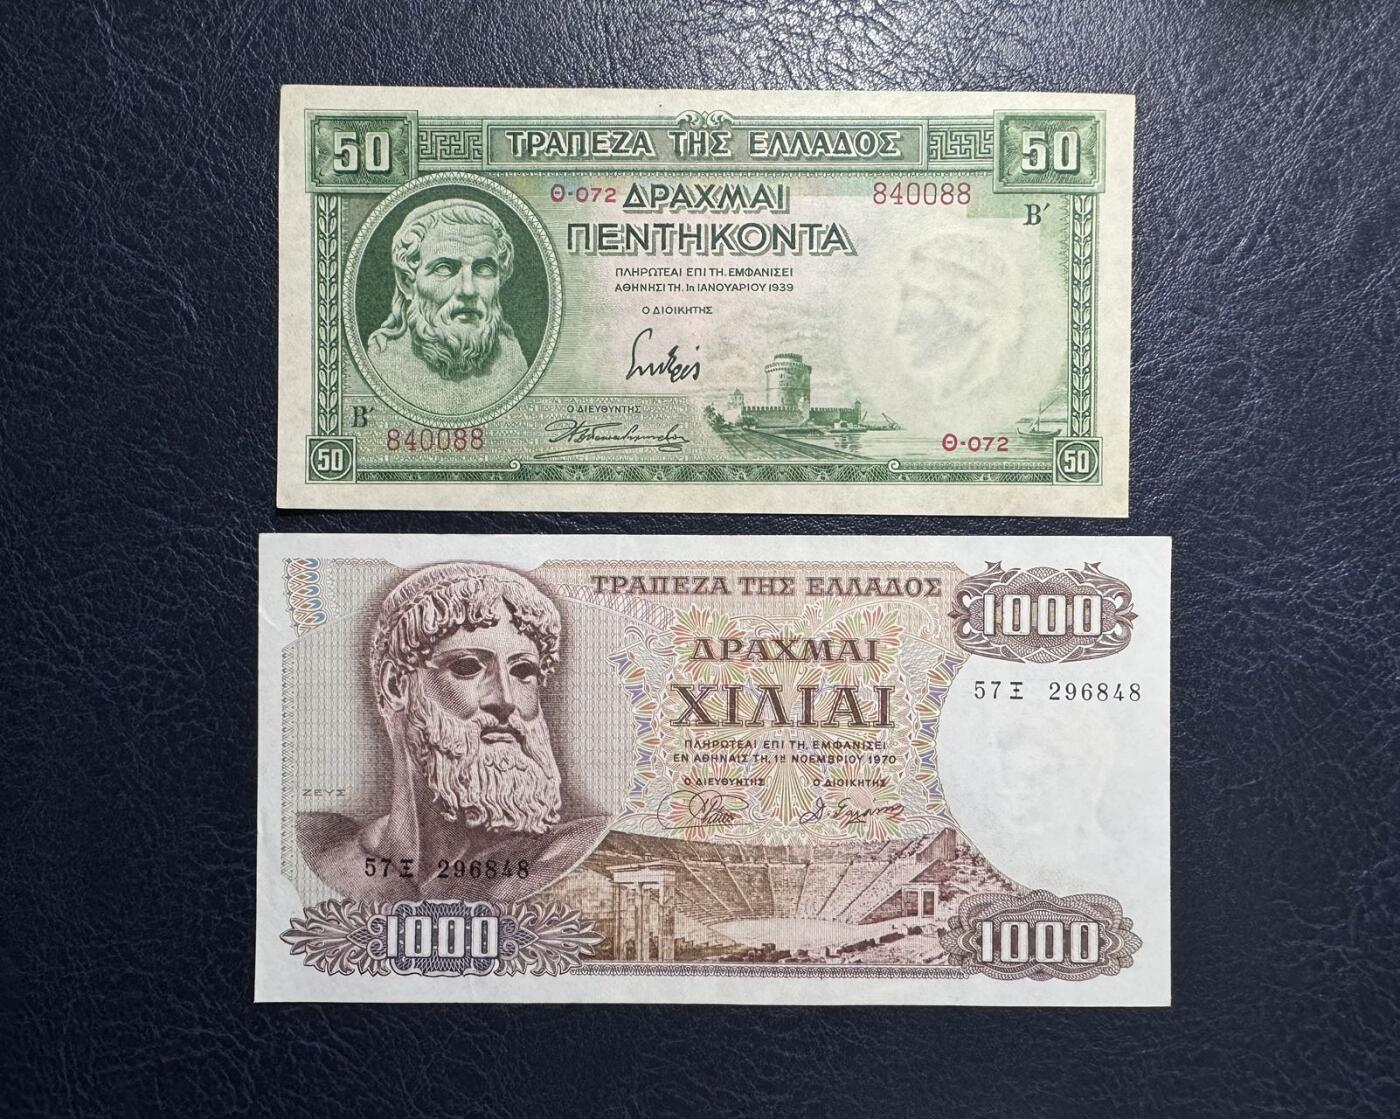 50 ΤΡΑΠΕΖΑ ΤΗΣ ΕΛΛΑΔΟΣ 50
Θ-072 ΔΡΑΧΜΑΙ 840088
Β΄
ΠΕΝΤΗΚΟΝΤΑ
ΠΛΗΡΩΤΕΑΙ ΕΠΙ ΤΗ, ΕΜΦΑΝΙΣΕΙ
ΑΘΗΝΗΣΙ ΤΗ, 1η ΙΑΝΟΥΑΡΙΟΥ 1939
Ο ΔΙΟΙΚΗΤΗΣ
Ο ΔΙΕΥΘΥΝΤΗΣ
Β΄
840088 Θ-072
50 50
ΤΡΑΠΕΖΑ ΤΗΣ ΕΛΛΑΔΟΣ
1000
ΔΡΑΧΜΑΙ
ΧΙΛΙΑΙ
57Ξ 296848
ΠΛΗΡΩΤΕΑΙ ΕΠΙ ΤΗ, ΕΜΦΑΝΙΣΕΙ
ΕΝ ΑΘΗΝΑΙΣ ΤΗ, 1η ΝΟΕΜΒΡΙΟΥ 1970
Ο ΔΙΕΥΘΥΝΤΗΣ Ο ΔΙΟΙΚΗΤΗΣ
ΖΕΥΣ
57Ξ 296848
1000 1000